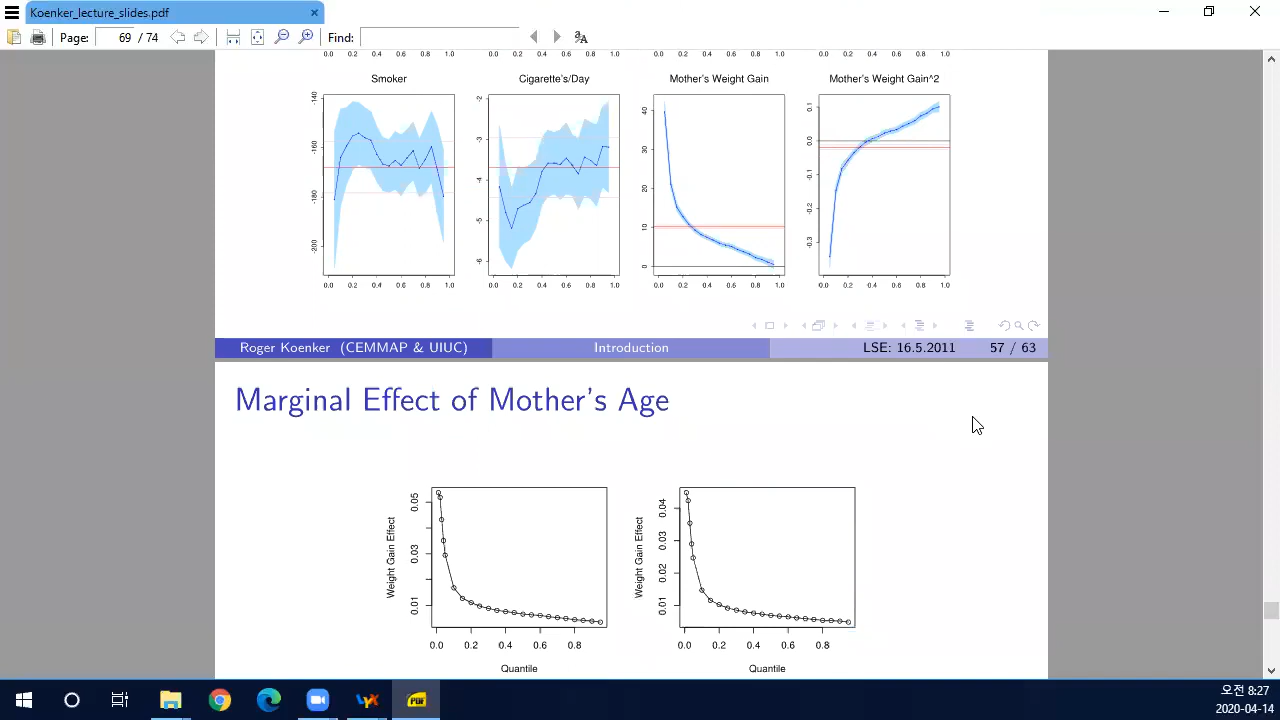 Koenker_lecture_slides.pdf ×
Page: 69 / 74 Find:
0.0 0.2 0.4 0.6 0.8 1.0 0.0 0.2 0.4 0.6 0.8 1.0 0.0 0.2 0.4 0.6 0.8 1.0 0.0 0.2 0.4 0.6 0.8 1.0
Smoker Cigarette's/Day Mother's Weight Gain Mother's Weight Gain^2
-140
-160
-180
-200
-2
-3
-4
-5
-6
40
30
20
10
0
0.1
0.0
-0.1
-0.2
-0.3
0.0 0.2 0.4 0.6 0.8 1.0 0.0 0.2 0.4 0.6 0.8 1.0 0.0 0.2 0.4 0.6 0.8 1.0 0.0 0.2 0.4 0.6 0.8 1.0
Roger Koenker (CEMMAP & UIUC) Introduction LSE: 16.5.2011 57 / 63
Marginal Effect of Mother's Age
Weight Gain Effect
0.05
0.03
0.01
0.0 0.2 0.4 0.6 0.8
Quantile
Weight Gain Effect
0.04
0.03
0.02
0.01
0.0 0.2 0.4 0.6 0.8
Quantile
PDF
오전 8:27
2020-04-14